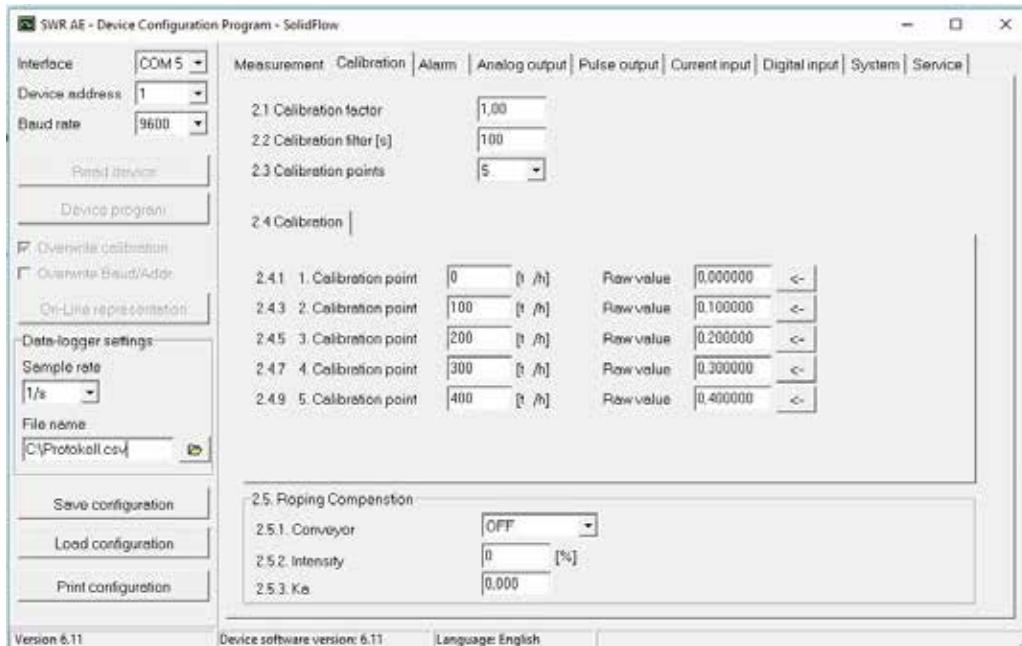 SWR AE - Device Configuration Program - SolidFlow
Interface COM 5
Device address 1
Baud rate 9600
Read device
Device program
Overwrite calibration
Overwrite Baud/Addr.
On-Line representation
Data-logger settings
Sample rate
1/s
File name
C:\Protokoll.csv
Save configuration
Load configuration
Print configuration
Measurement Calibration Alarm Analog output Pulse output Current input Digital input System Service
2.1 Calibration factor 1,00
2.2 Calibration filter [s] 100
2.3 Calibration points 5
2.4 Calibration
2.4.1 1. Calibration point 0 [t /h] Raw value 0,000000 <-
2.4.3 2. Calibration point 100 [t /h] Raw value 0,100000 <-
2.4.5 3. Calibration point 200 [t /h] Raw value 0,200000 <-
2.4.7 4. Calibration point 300 [t /h] Raw value 0,300000 <-
2.4.9 5. Calibration point 400 [t /h] Raw value 0,400000 <-
2.5. Roping Compenstion
2.5.1. Conveyor OFF
2.5.2. Intensity 0 [%]
2.5.3. Ka 0,000
Version 6.11 Device software version: 6.11 Language: English